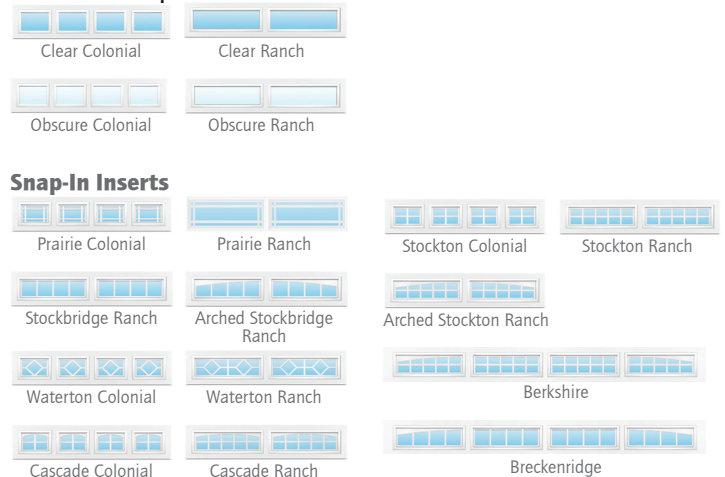 Clear Colonial
Clear Ranch
Obscure Colonial
Obscure Ranch
Snap-In Inserts
Prairie Colonial
Prairie Ranch
Stockton Colonial
Stockton Ranch
Stockbridge Ranch
Arched Stockbridge
Ranch
Arched Stockton Ranch
Waterton Colonial
Waterton Ranch
Berkshire
Cascade Colonial
Cascade Ranch
Breckenridge